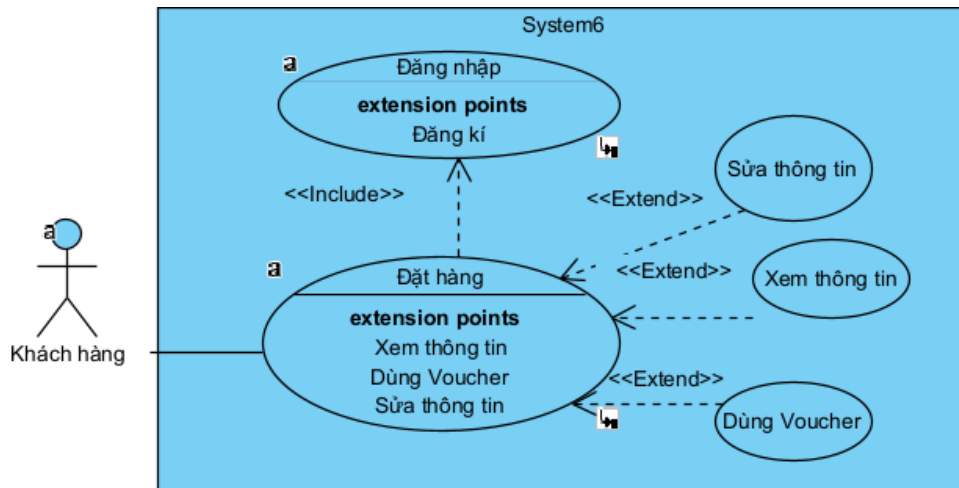 System6
a
Đăng nhập
extension points
Đăng kí
<<Include>>
<<Extend>>
Sửa thông tin
<<Extend>>
Xem thông tin
a
Khách hàng
a
Đặt hàng
extension points
Xem thông tin
Dùng Voucher
Sửa thông tin
<<Extend>>
Dùng Voucher